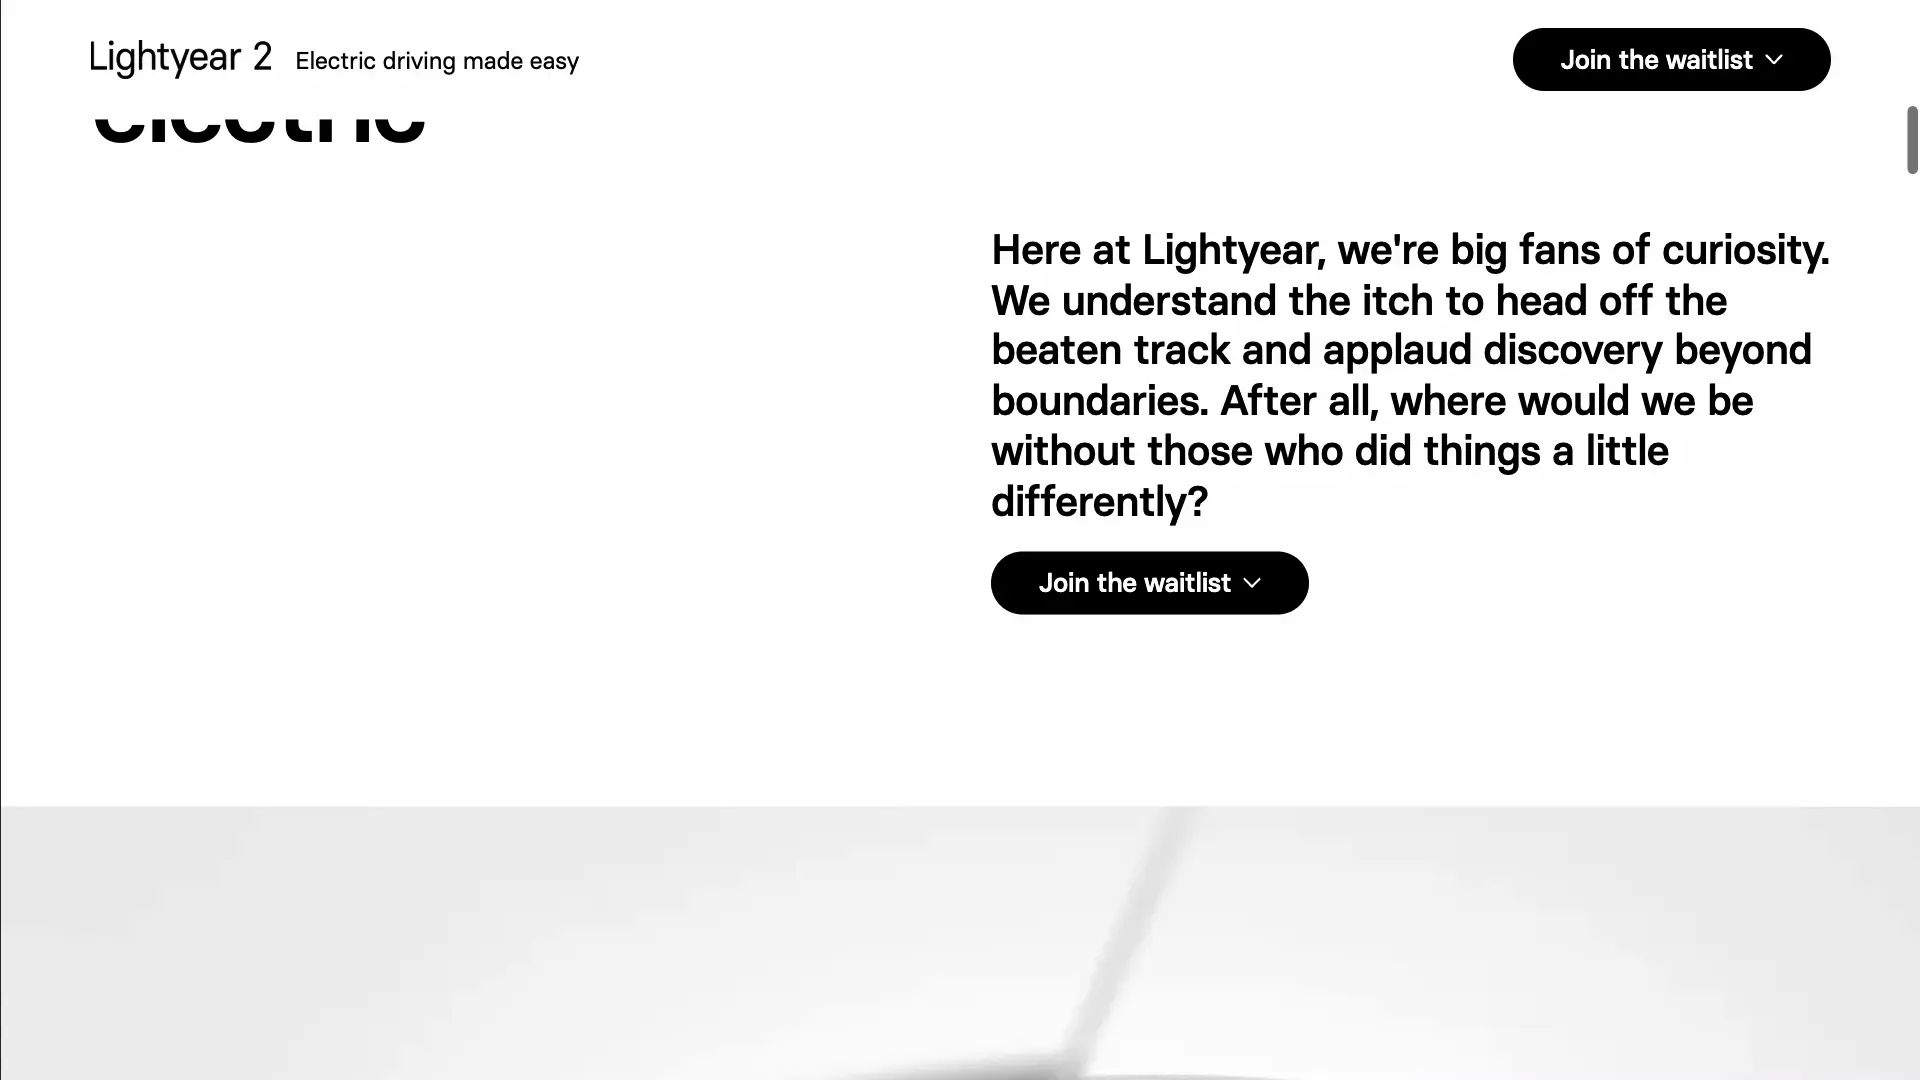 Lightyear 2 Electric driving made easy
Join the waitlist
electric
Here at Lightyear, we're big fans of curiosity.
We understand the itch to head off the
beaten track and applaud discovery beyond
boundaries. After all, where would we be
without those who did things a little
differently?
Join the waitlist